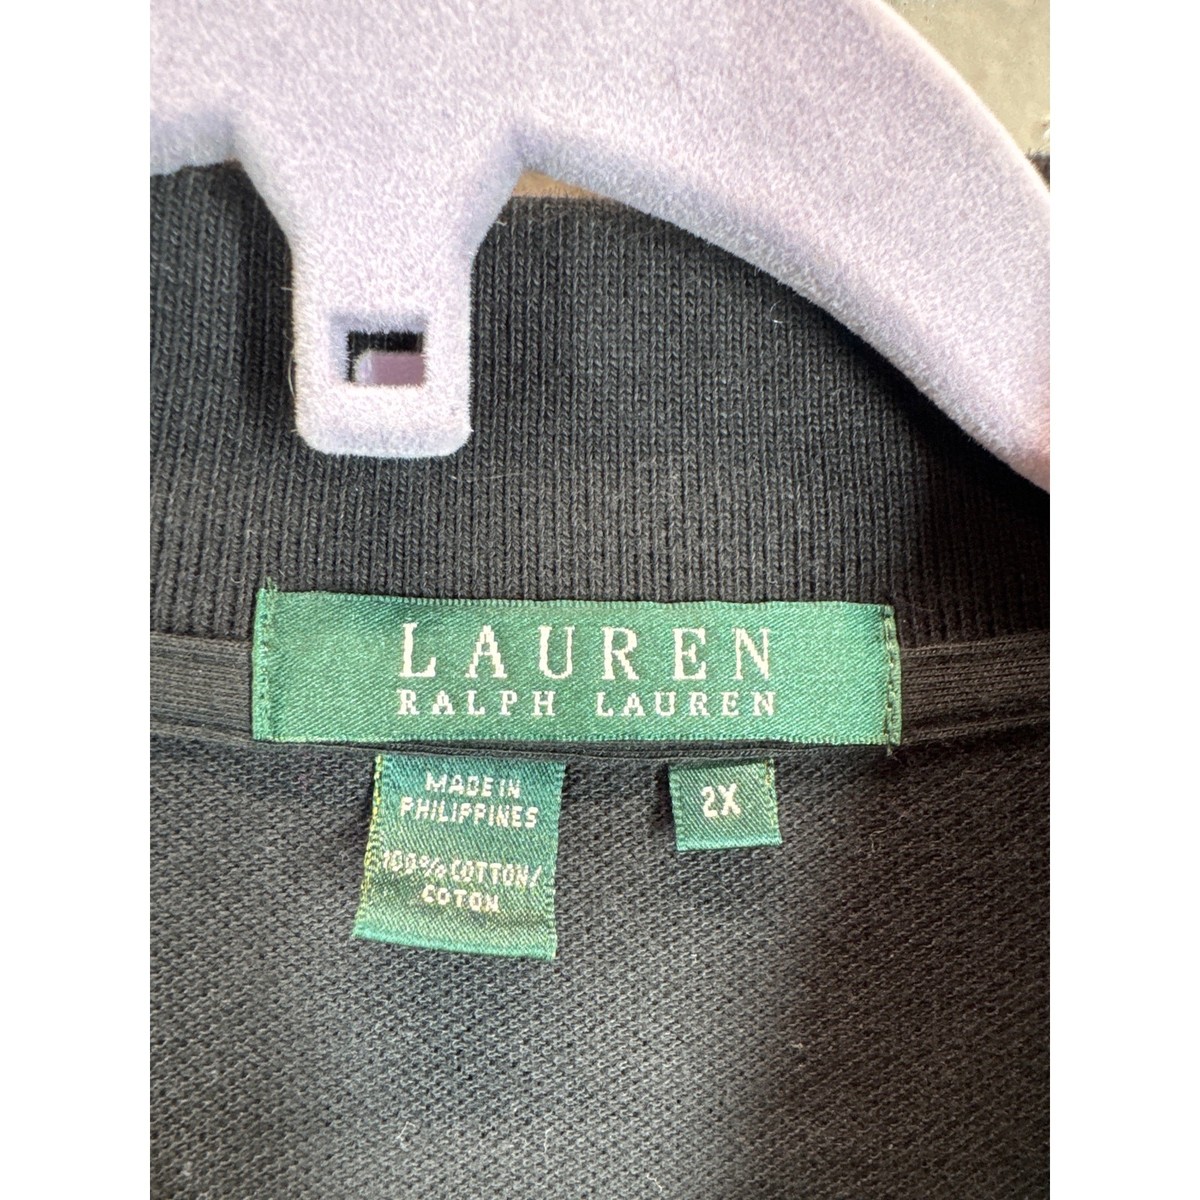 LAUREN
RALPH LAUREN
MADE IN
PHILIPPINES
100% COTTON/
COTON
2X